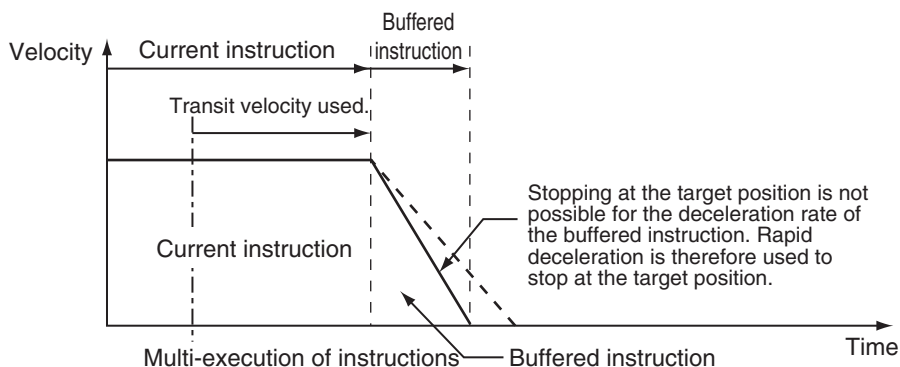 Buffered
instruction
Velocity
Current instruction
Transit velocity used.
Stopping at the target position is not
possible for the deceleration rate of
the buffered instruction. Rapid
deceleration is therefore used to
stop at the target position.
Current instruction
Time
Multi-execution of instructions
Buffered instruction